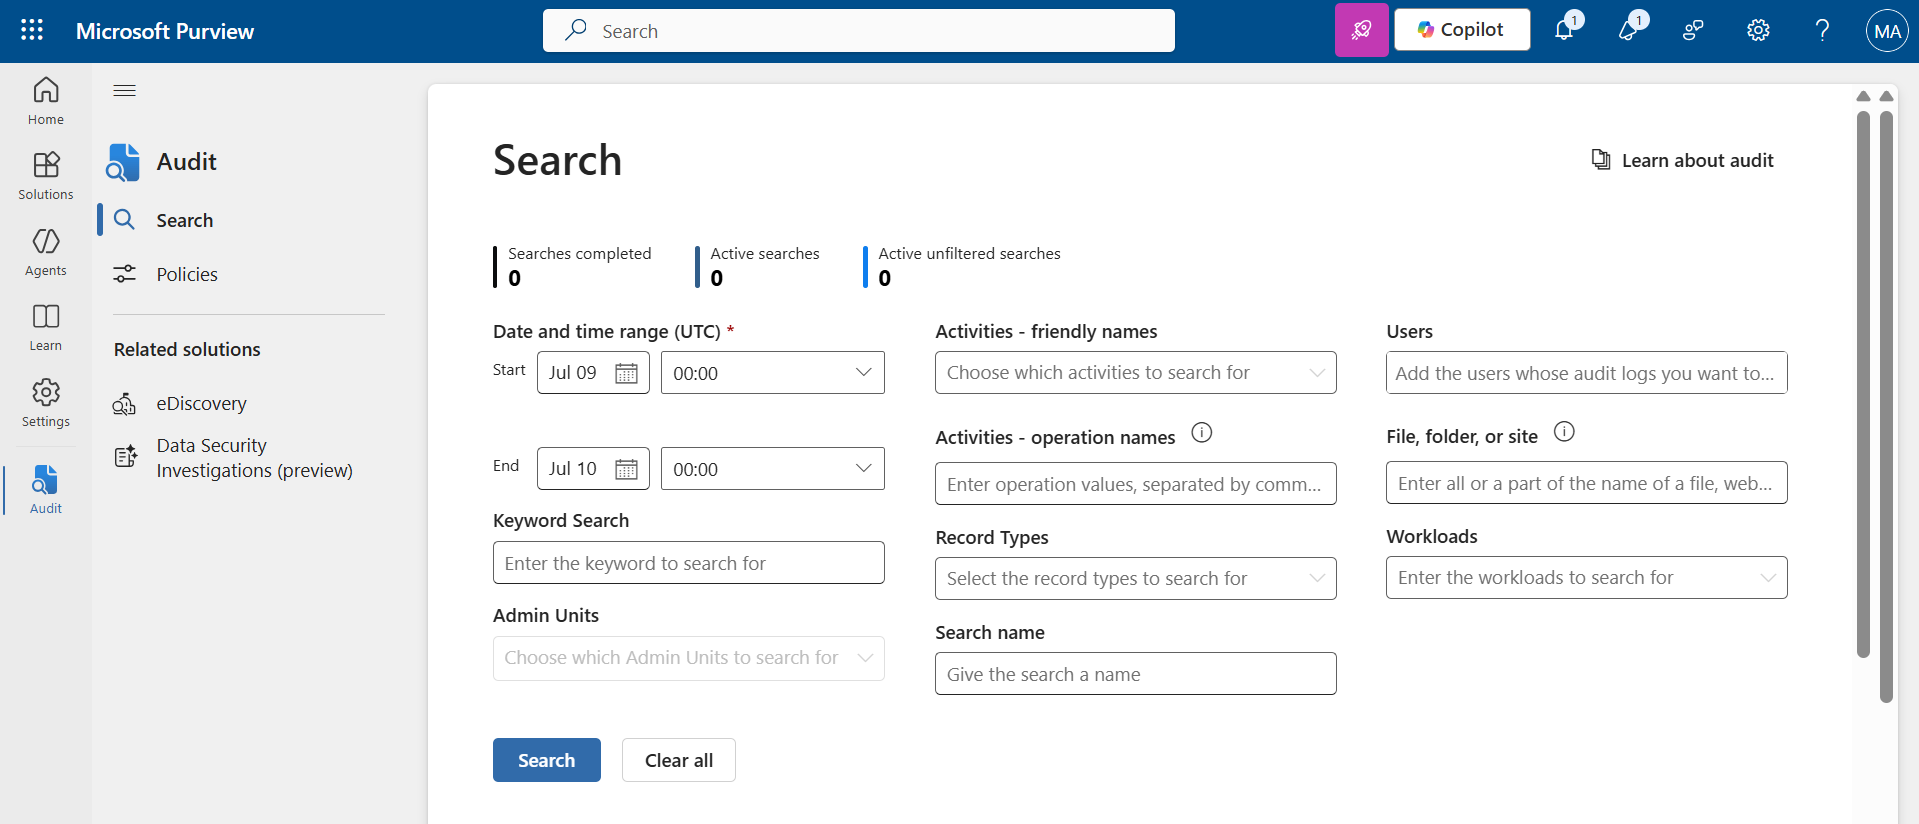 Microsoft Purview
Search
Copilot
1
1
MA
Home
Solutions
Agents
Learn
Settings
Audit
Audit
Search
Policies
Related solutions
eDiscovery
Data Security
Investigations (preview)
Search
Learn about audit
Searches completed
0
Active searches
0
Active unfiltered searches
0
Date and time range (UTC) *
Start
Jul 09
00:00
End
Jul 10
00:00
Keyword Search
Enter the keyword to search for
Admin Units
Choose which Admin Units to search for
Activities - friendly names
Choose which activities to search for
Activities - operation names
Enter operation values, separated by comm...
Record Types
Select the record types to search for
Search name
Give the search a name
Users
Add the users whose audit logs you want to...
File, folder, or site
Enter all or a part of the name of a file, web...
Workloads
Enter the workloads to search for
Search
Clear all